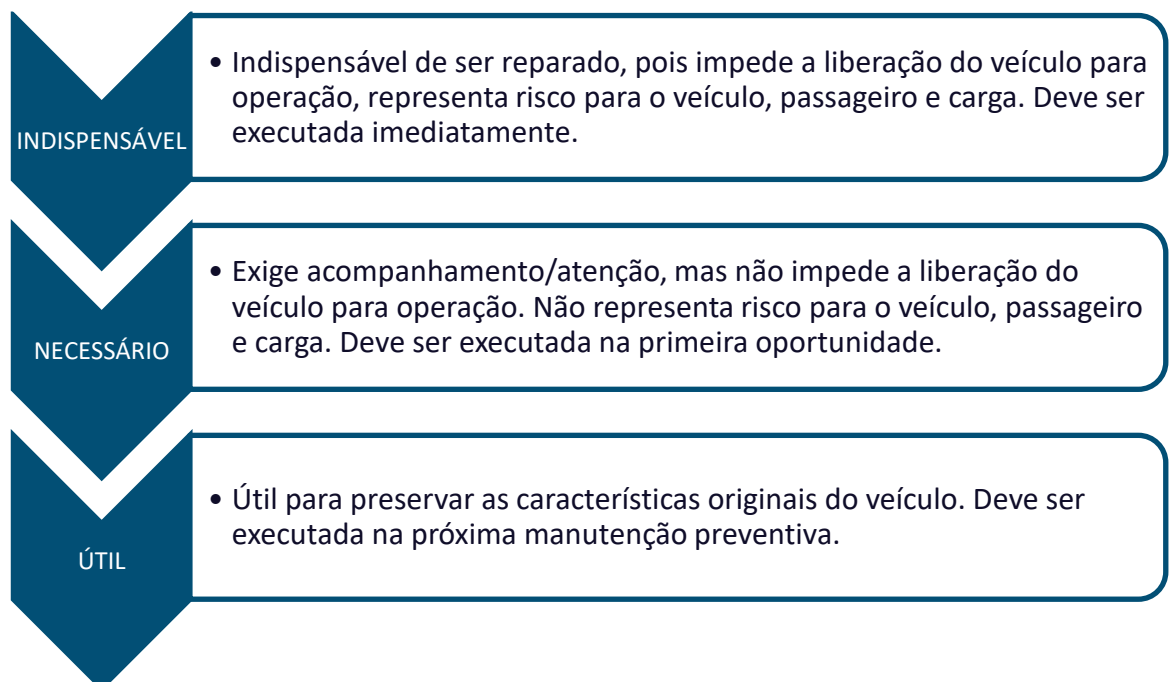 INDISPENSÁVEL
• Indispensável de ser reparado, pois impede a liberação do veículo para
operação, representa risco para o veículo, passageiro e carga. Deve ser
executada imediatamente.
NECESSÁRIO
• Exige acompanhamento/atenção, mas não impede a liberação do
veículo para operação. Não representa risco para o veículo, passageiro
e carga. Deve ser executada na primeira oportunidade.
ÚTIL
• Útil para preservar as características originais do veículo. Deve ser
executada na próxima manutenção preventiva.